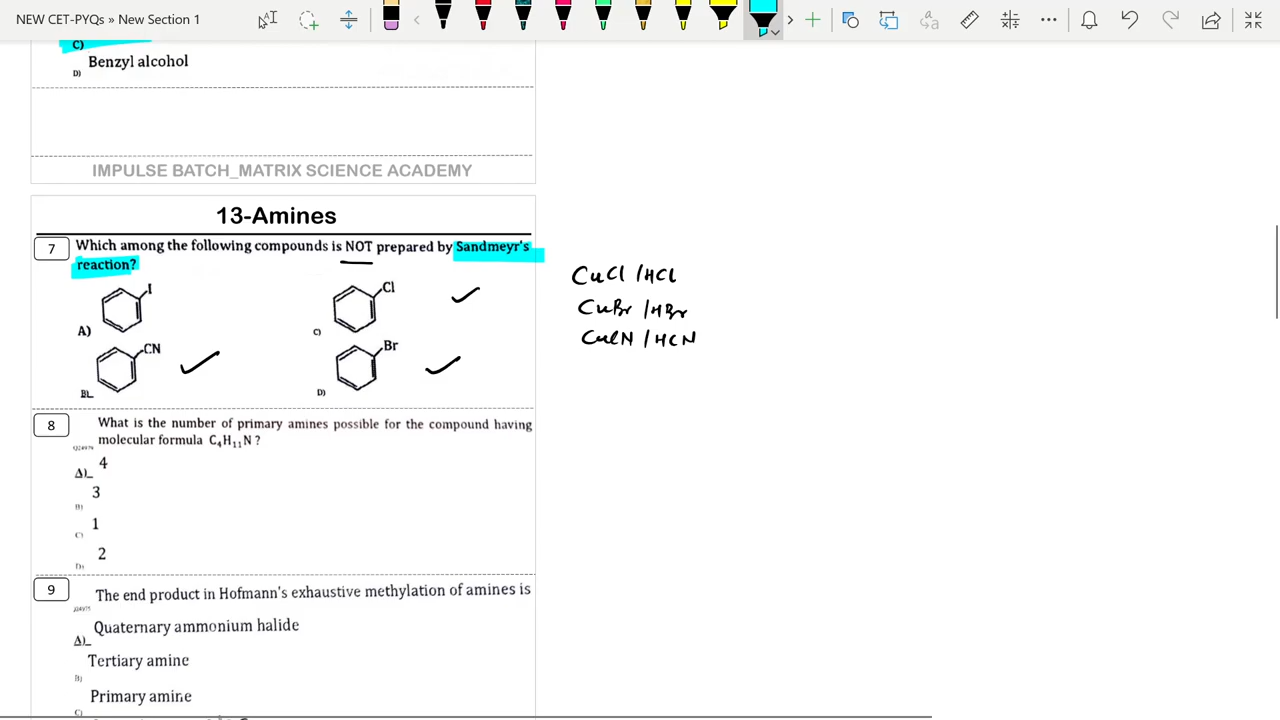 NEW CET-PYQs » New Section 1
C)
Benzyl alcohol
D)
IMPULSE BATCH_MATRIX SCIENCE ACADEMY
13-Amines
7
Which among the following compounds is NOT prepared by Sandmeyr's
reaction?
I
A)
Cl
C)
CN
B)
Br
D)
CuCl /HCl
CuBr /HBr
CuCN /HCN
8
What is the number of primary amines possible for the compound having
molecular formula C₄H₁₁N ?
4
A)
3
B)
1
C)
2
D)
9
The end product in Hofmann's exhaustive methylation of amines is
Quaternary ammonium halide
A)
Tertiary amine
B)
Primary amine
C)